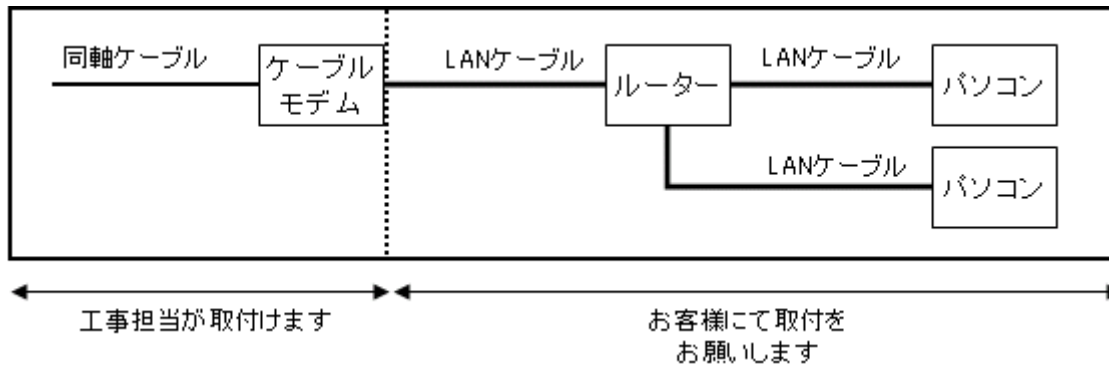 同軸ケーブル
ケーブル
モデム
LANケーブル
ルーター
LANケーブル
パソコン
LANケーブル
パソコン
工事担当が取付けます
お客様にて取付を
お願いします